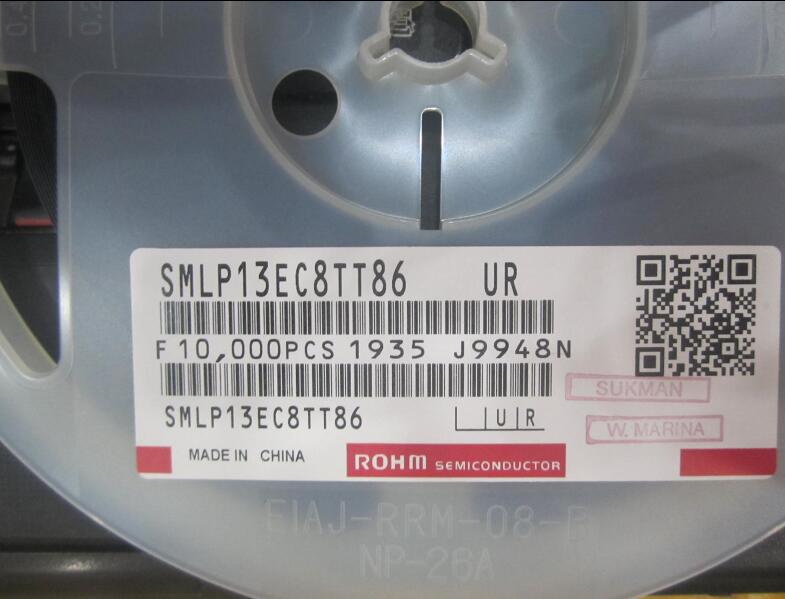 SMLP13EC8TT86 UR
F 10,000PCS 1935 J9948N
SUKMAN
SMLP13EC8TT86 UR
W. MARINA
MADE IN CHINA ROHM SEMICONDUCTOR
EIAJ-RRM-08-B
NP-26A